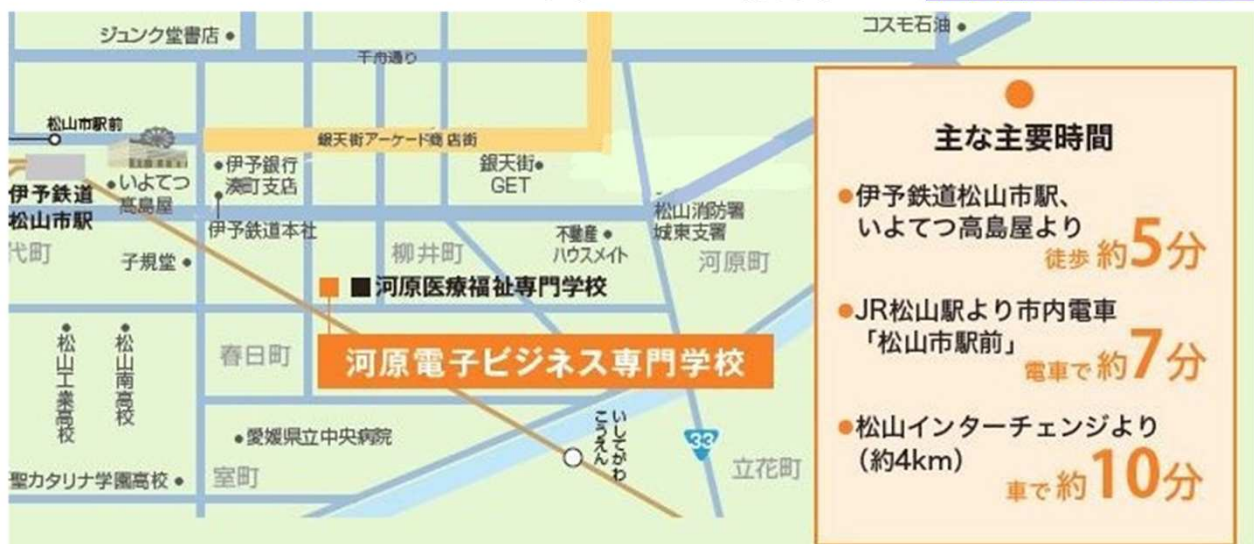 ジュンク堂書店
コスモ石油
千舟通り
松山市駅前
銀天街アーケード商店街
伊予鉄道
松山市駅
いよてつ
高島屋
伊予銀行
湊町支店
伊予鉄道本社
銀天街
GET
松山消防署
城東支署
不動産
ハウスメイト
代町
子規堂
柳井町
河原町
■河原医療福祉専門学校
河原電子ビジネス専門学校
松山工業高校
松山南高校
春日町
愛媛県立中央病院
いしてがわ
こうえん
33
立花町
聖カタリナ学園高校
室町
主な主要時間
伊予鉄道松山市駅、
いよてつ高島屋より
徒歩 約5分
JR松山駅より市内電車
「松山市駅前」
電車で約7分
松山インターチェンジより
(約4km)
車で約10分